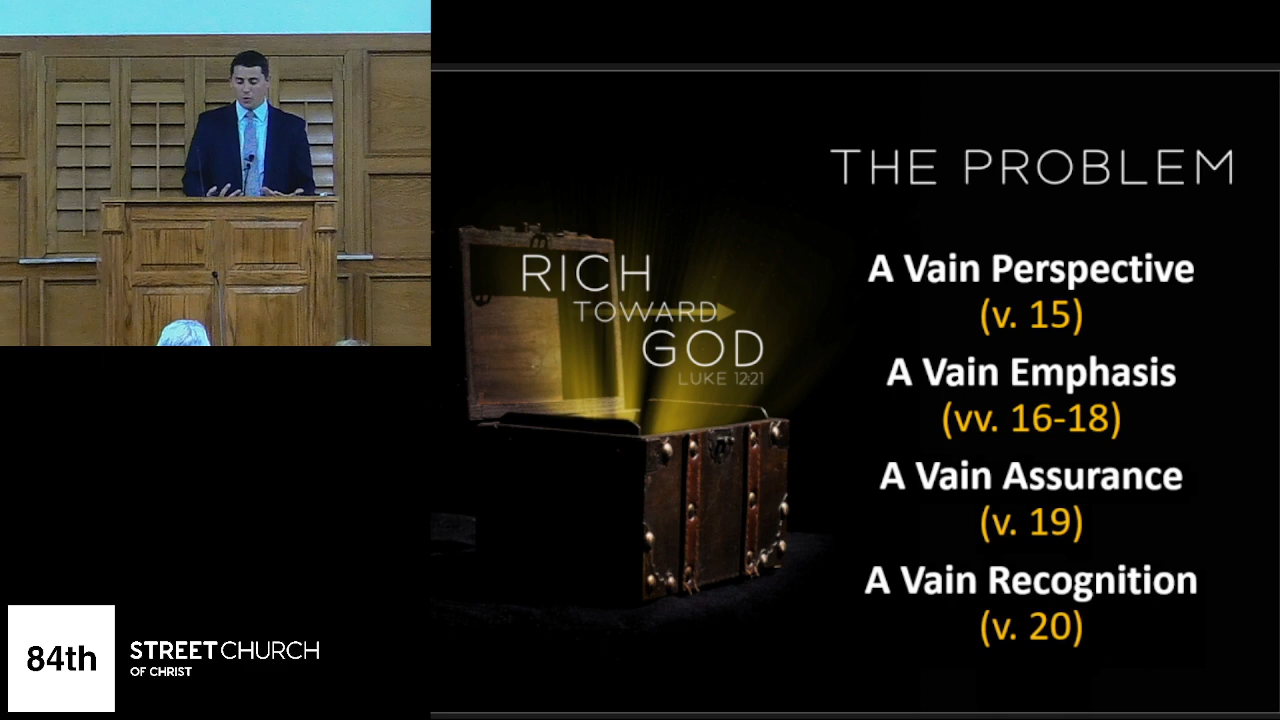 THE PROBLEM
RICH
TOWARD
GOD
LUKE 12:21
A Vain Perspective
(v. 15)
A Vain Emphasis
(vv. 16-18)
A Vain Assurance
(v. 19)
A Vain Recognition
(v. 20)
84th
STREET CHURCH
OF CHRIST